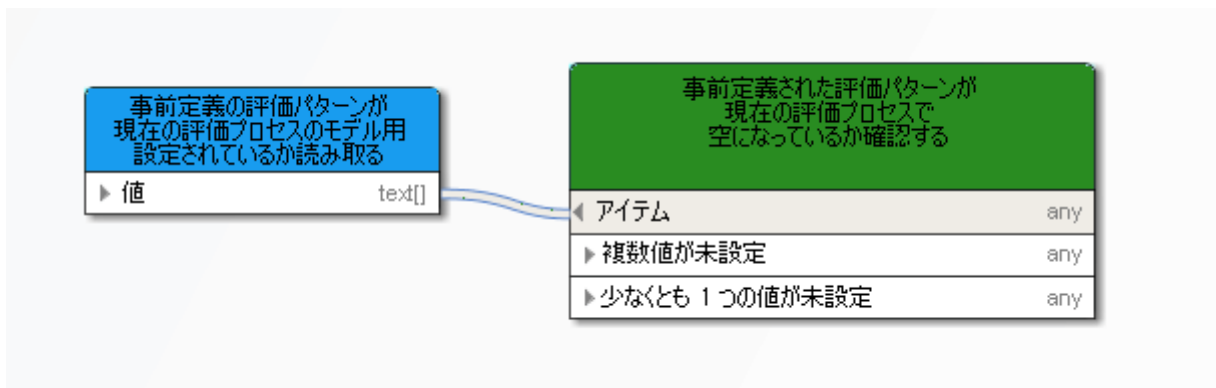 事前定義の評価パターンが
現在の評価プロセスのモデル用
設定されているか読み取る
値 text[]
事前定義された評価パターンが
現在の評価プロセスで
空になっているか確認する
アイテム any
複数値が未設定 any
少なくとも 1 つの値が未設定 any